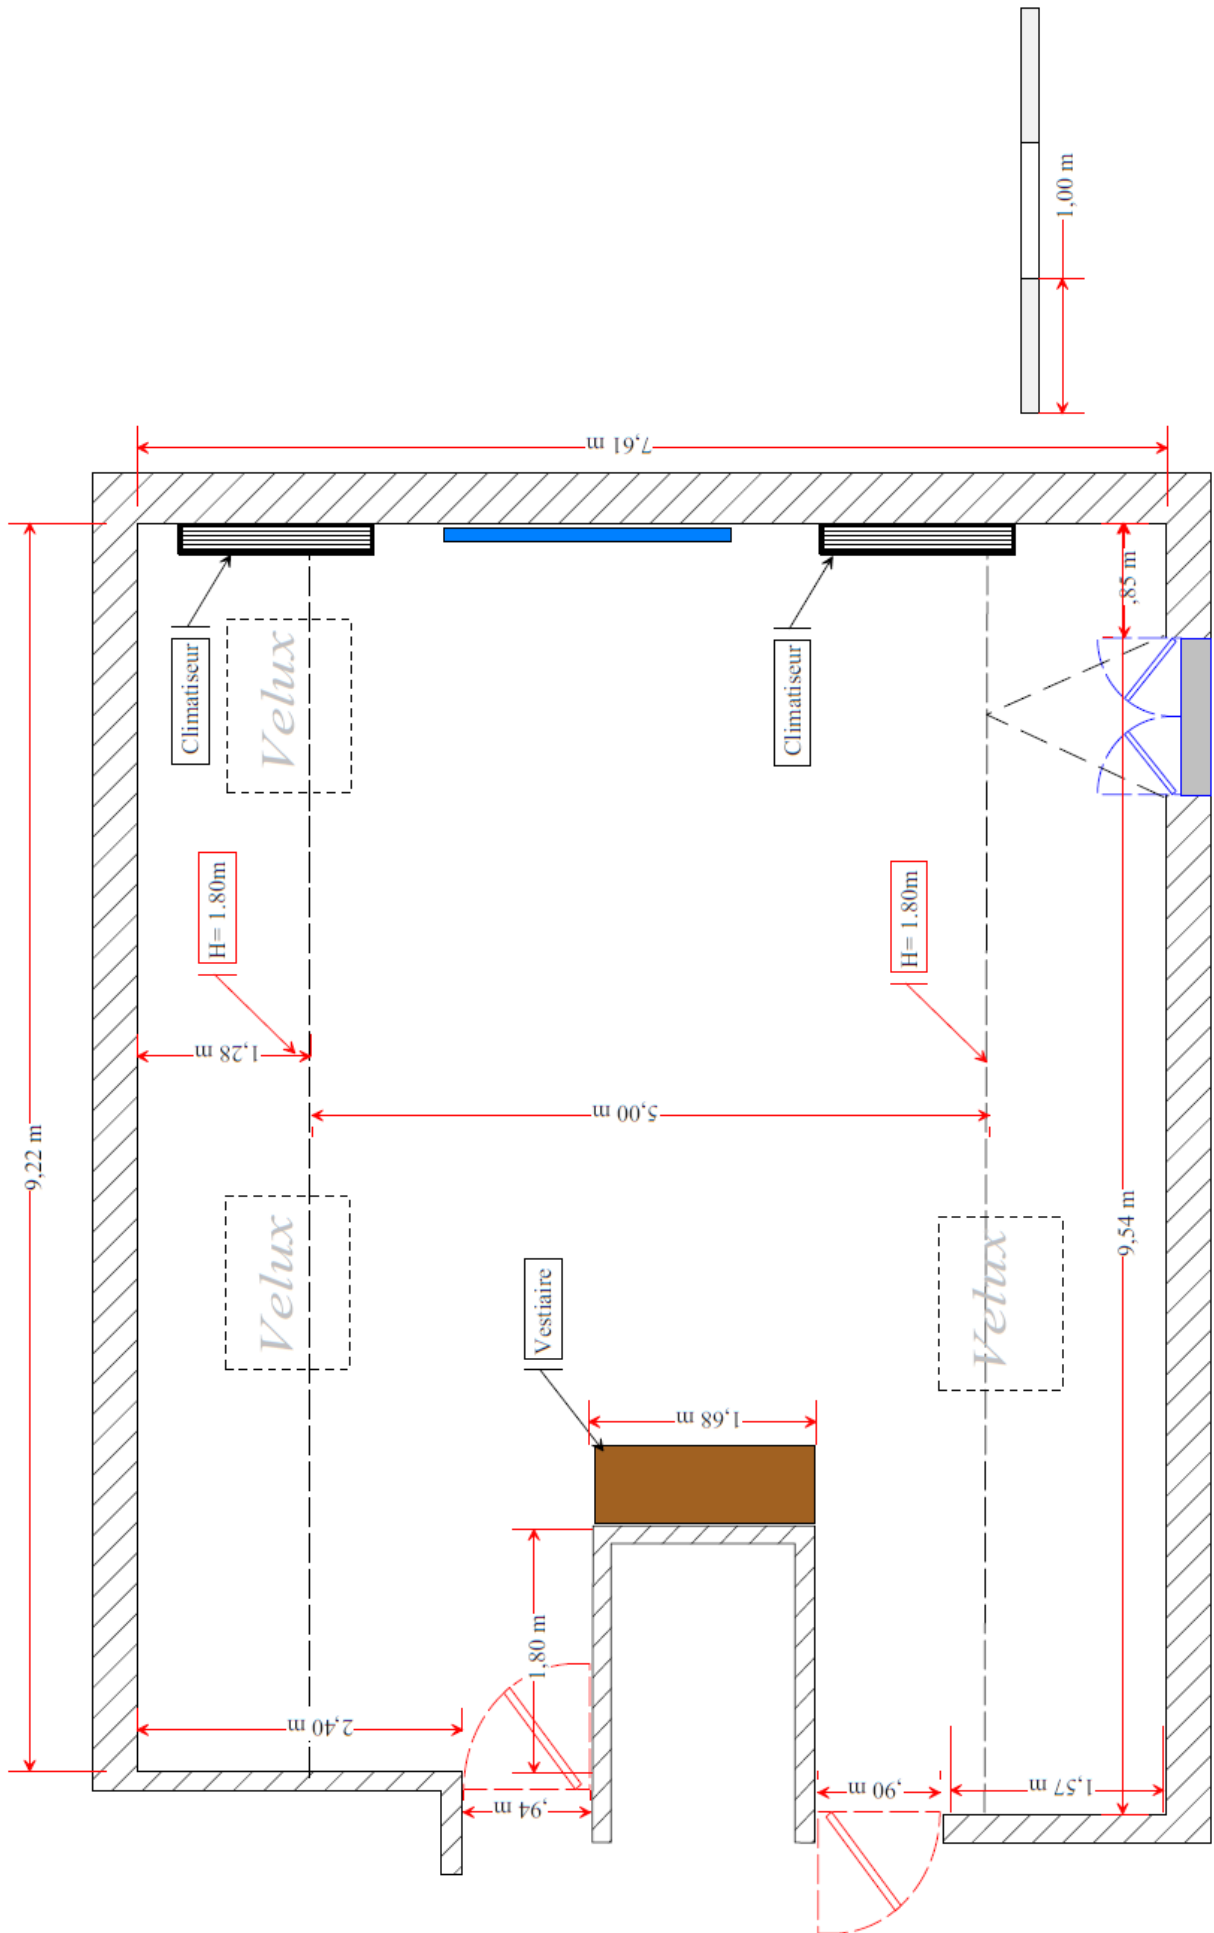 1,00 m
7,61 m
,85 m
Climatiseur
Velux
Climatiseur
H= 1.80m
H= 1.80m
1,28 m
5,00 m
9,22 m
9,54 m
Velux
Velux
Vestiaire
1,68 m
1,80 m
2,40 m
,94 m
,90 m
1,57 m